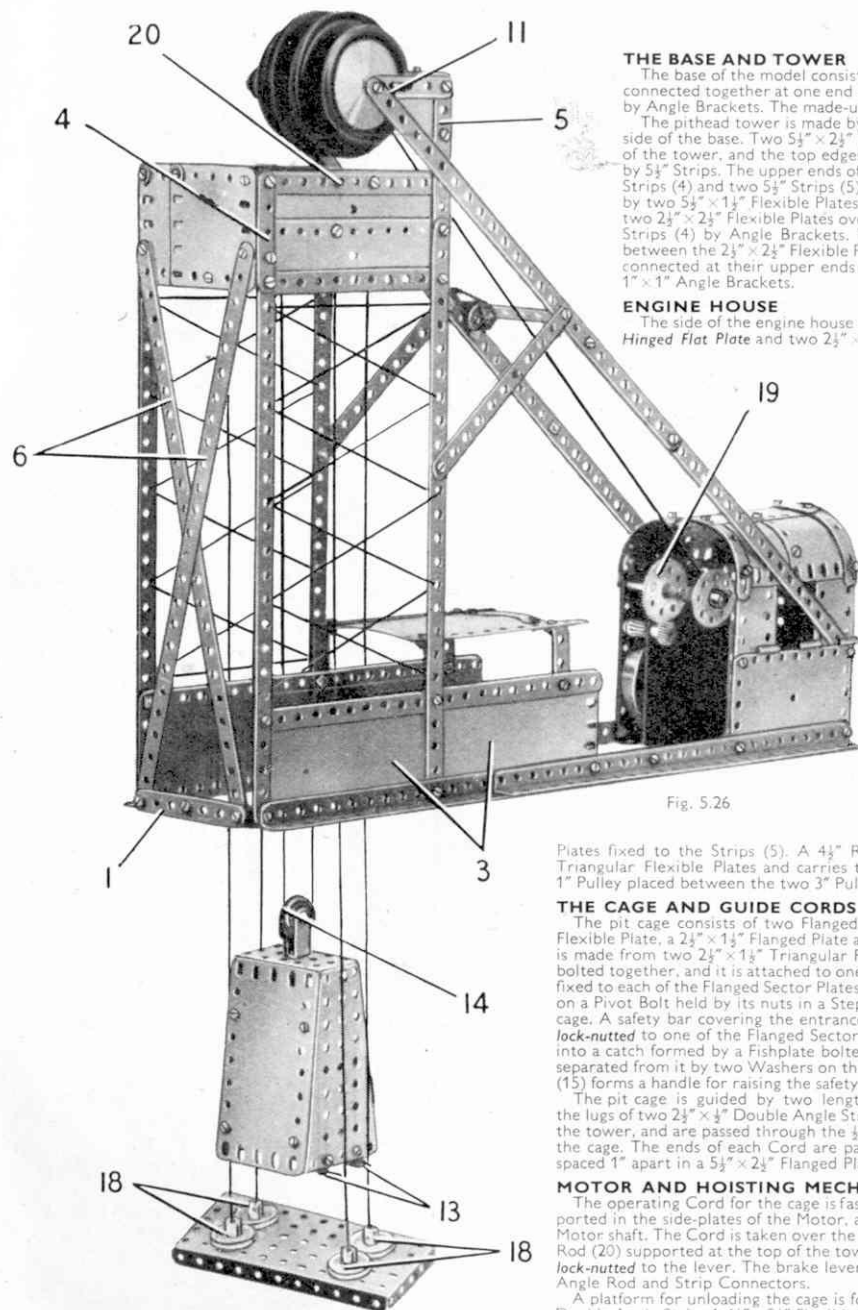 20
11
4
5
6
19
1
3
14
13
18
18
THE BASE AND TOWER
The base of the model consist
connected together at one end
by Angle Brackets. The made-u
The pithead tower is made by
side of the base. Two 5½″ × 2½″
of the tower, and the top edge
by 5½″ Strips. The upper ends of
Strips (4) and two 5½″ Strips (5)
by two 5½″ × 1½″ Flexible Plates
two 2½″ × 2½″ Flexible Plates ov
Strips (4) by Angle Brackets.
between the 2½″ × 2½″ Flexible
connected at their upper ends
1″ × 1″ Angle Brackets.
ENGINE HOUSE
The side of the engine house
Hinged Flat Plate and two 2½″ ×
Fig. 5.26
Plates fixed to the Strips (5). A 4½″ R
Triangular Flexible Plates and carries t
1″ Pulley placed between the two 3″ Pul
THE CAGE AND GUIDE CORDS
The pit cage consists of two Flanged
Flexible Plate, a 2½″ × 1½″ Flanged Plate a
is made from two 2½″ × 1½″ Triangular F
bolted together, and it is attached to one
fixed to each of the Flanged Sector Plates
on a Pivot Bolt held by its nuts in a Step
cage. A safety bar covering the entranc
lock-nutted to one of the Flanged Sector
into a catch formed by a Fishplate bolte
separated from it by two Washers on th
(15) forms a handle for raising the safety
The pit cage is guided by two lengt
the lugs of two 2½″ × ½″ Double Angle St
the tower, and are passed through the ½
the cage. The ends of each Cord are pa
spaced 1″ apart in a 5½″ × 2½″ Flanged Pl
MOTOR AND HOISTING MECH
The operating Cord for the cage is fas
ported in the side-plates of the Motor, a
Motor shaft. The Cord is taken over the
Rod (20) supported at the top of the tow
lock-nutted to the lever. The brake lever
Angle Rod and Strip Connectors.
A platform for unloading the cage is f